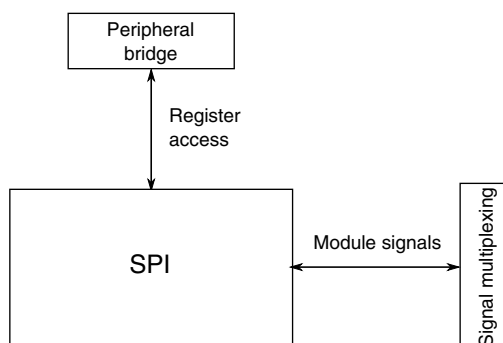 Peripheral
bridge
Register
access
SPI
Module signals
Signal multiplexing